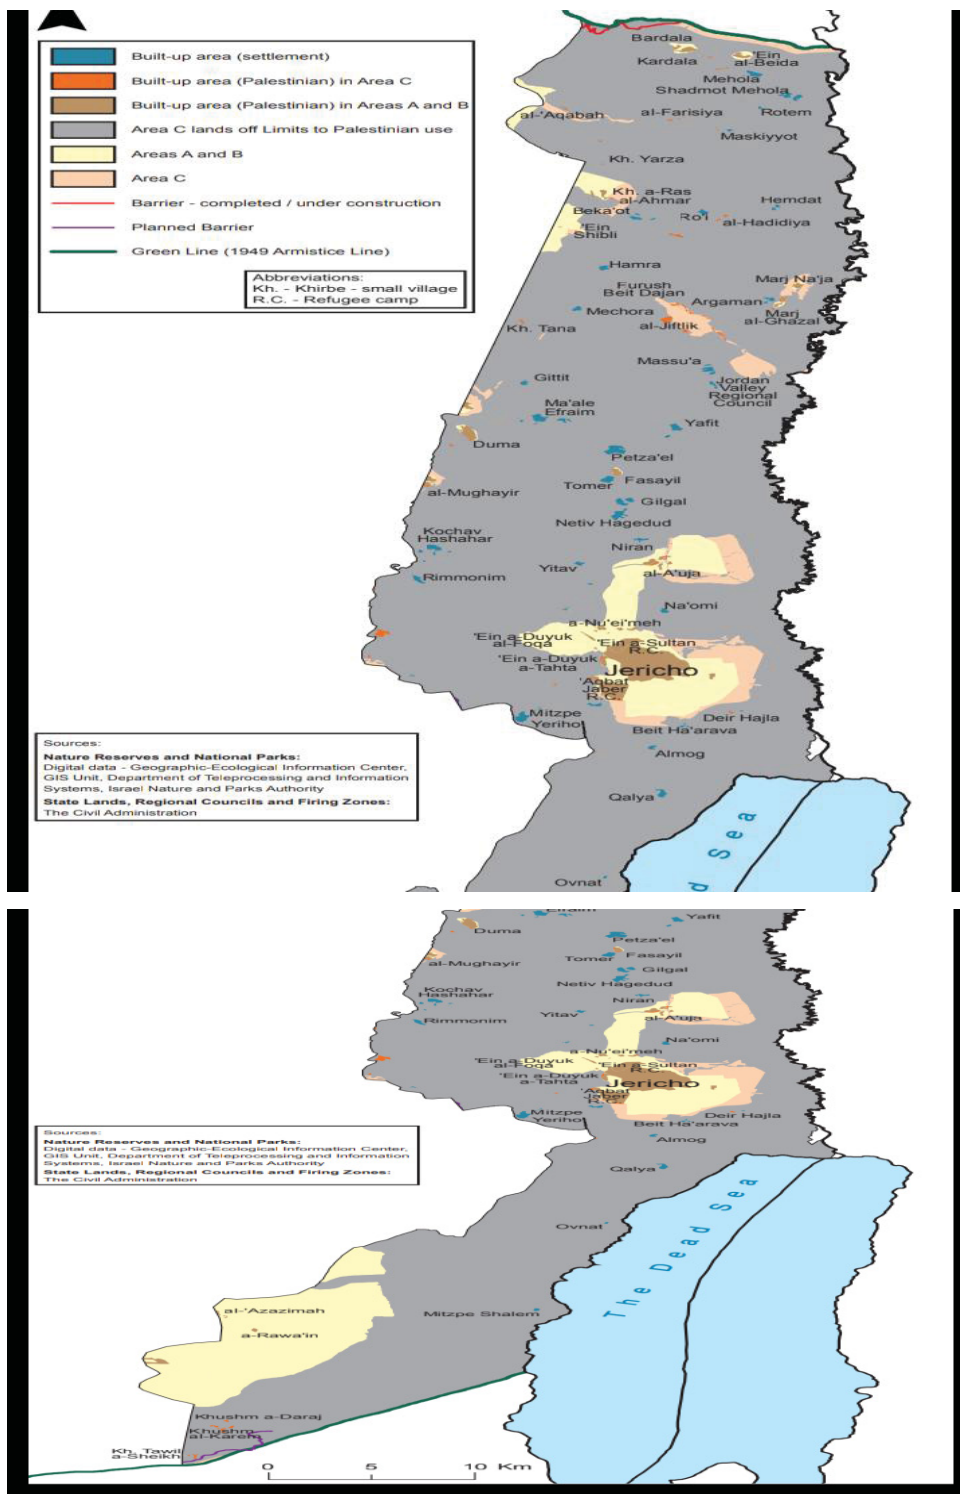 Built-up area (settlement)
Built-up area (Palestinian) in Area C
Built-up area (Palestinian) in Areas A and B
Area C lands off Limits to Palestinian use
Areas A and B
Area C
Barrier - completed / under construction
Planned Barrier
Green Line (1949 Armistice Line)
Abbreviations:
Kh. - Khirbe - small village
R.C. - Refugee camp
Bardala
Kardala
'Ein
al-Beida
Mehola
Shadmot Mehola
al-'Aqabah
al-Farisiya
Rotem
Maskiyyot
Kh. Yarza
Kh. a-Ras
al-Ahmar
Hemdat
Beka'ot
Ro'i
al-Hadidiya
'Ein
Shibli
Hamra
Furush
Beit Dajan
Marj Na'ja
Argaman
Mechora
Marj
al-Ghazal
Kh. Tana
al-Jiftlik
Massu'a
Gittit
Jordan
Valley
Regional
Council
Ma'ale
Efraim
Yafit
Duma
Petza'el
Tomer
Fasayil
al-Mughayir
Gilgal
Netiv Hagedud
Kochav
Hashahar
Niran
Yitav
al-A'uja
Rimmonim
Na'omi
a-Nu'ei'meh
'Ein a-Duyuk
al-Foqa
'Ein a-Sultan
R.C.
'Ein a-Duyuk
a-Tahta
Jericho
'Aqbat
Jaber
R.C.
Mitzpe
Yeriho
Deir Hajla
Beit Ha'arava
Almog
Sources:
Nature Reserves and National Parks:
Digital data - Geographic-Ecological Information Center,
GIS Unit, Department of Teleprocessing and Information
Systems, Israel Nature and Parks Authority
State Lands, Regional Councils and Firing Zones:
The Civil Administration
Qalya
d Sea
Ovnat
Efraim
Yafit
Duma
Petza'el
Tomer
Fasayil
al-Mughayir
Gilgal
Netiv Hagedud
Kochav
Hashahar
Niran
Yitav
al-A'uja
Rimmonim
Na'omi
a-Nu'ei'meh
'Ein a-Duyuk
al-Foqa
'Ein a-Sultan
R.C.
'Ein a-Duyuk
a-Tahta
Jericho
'Aqbat
Jaber
R.C.
Mitzpe
Yeriho
Deir Hajla
Beit Ha'arava
Almog
Sources:
Nature Reserves and National Parks:
Digital data - Geographic-Ecological Information Center,
GIS Unit, Department of Teleprocessing and Information
Systems, Israel Nature and Parks Authority
State Lands, Regional Councils and Firing Zones:
The Civil Administration
Qalya
The Dead Sea
Ovnat
al-'Azazimah
Mitzpe Shalem
a-Rawa'in
Khushm a-Daraj
Khushm
al-Karem
Kh. Tawil
a-Sheikh
0 5 10 Km